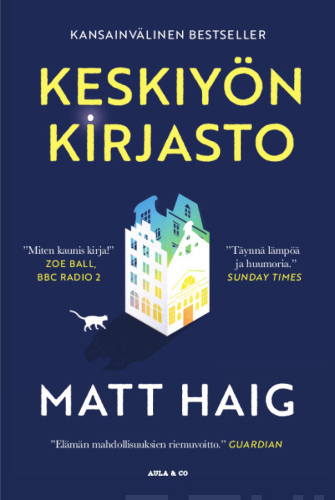 KANSAINVÄLINEN BESTSELLER
KESKIYÖN
KIRJASTO
"Miten kaunis kirja!"
ZOE BALL,
BBC RADIO 2
"Täynnä lämpöä
ja huumoria."
SUNDAY TIMES
MATT HAIG
"Elämän mahdollisuuksien riemuvoitto." GUARDIAN
AULA & CO